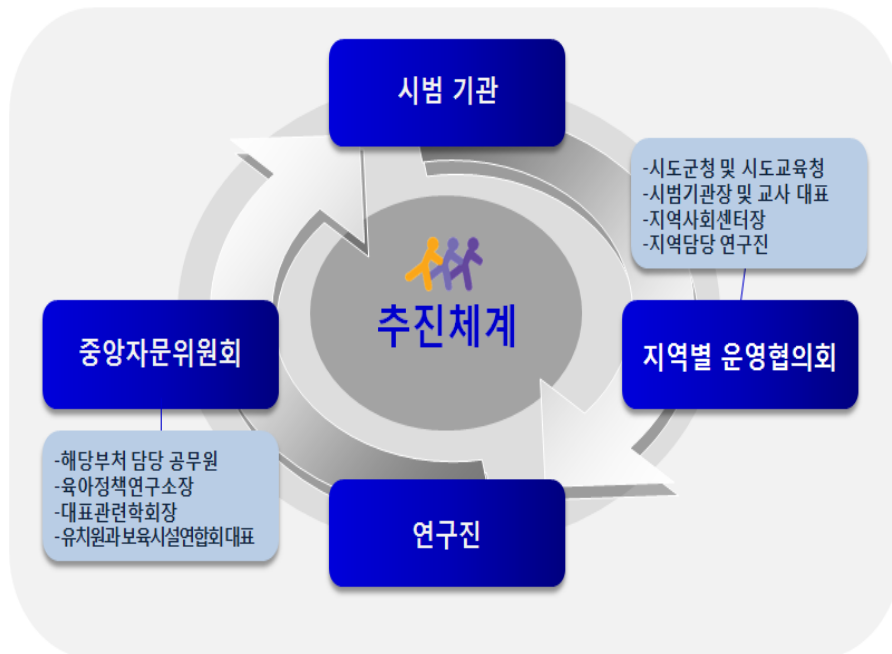 시범 기관
-시도군청 및 시도교육청
-시범기관장 및 교사 대표
-지역사회센터장
-지역담당 연구진
추진체계
중앙자문위원회
지역별 운영협의회
-해당부처 담당 공무원
-육아정책연구소장
-대표관련학회장
-유치원과 보육시설연합회 대표
연구진